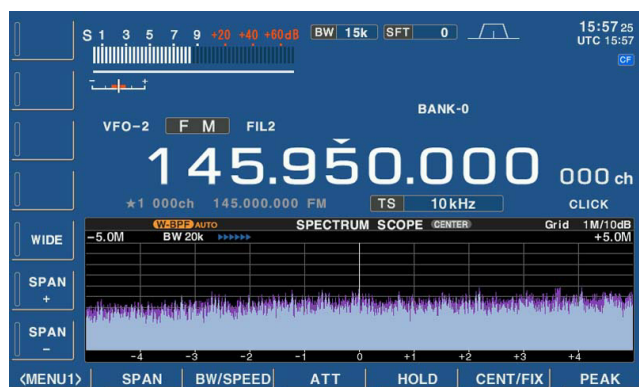 S 1 3 5 7 9 +20 +40 +60dB BW 15k SFT 0 15:57 25
UTC 15:57
CF
- +
BANK-0
VFO-2 F M FIL2
145.950.000 000 ch
★1 000ch 145.000.000 FM TS 10kHz CLICK
W-BPF AUTO SPECTRUM SCOPE CENTER Grid 1M/10dB
WIDE -5.0M BW 20k ▸▸▸▸▸▸ +5.0M
SPAN
+
SPAN
-
-4 -3 -2 -1 0 +1 +2 +3 +4
<MENU1> SPAN BW/SPEED ATT HOLD CENT/FIX PEAK